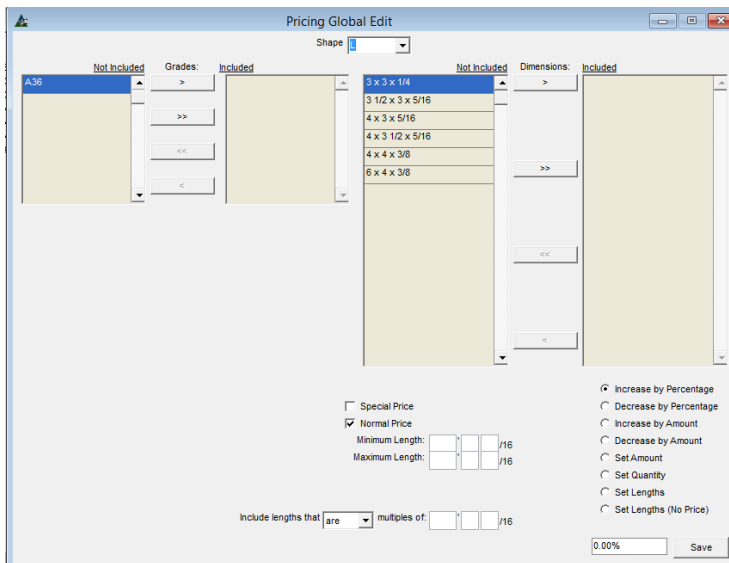 Pricing Global Edit
Shape L
Not Included Grades: Included
Not Included Dimensions: Included
A36
>
>>
<<
<
3 x 3 x 1/4
3 1/2 x 3 x 5/16
4 x 3 x 5/16
4 x 3 1/2 x 5/16
4 x 4 x 3/8
6 x 4 x 3/8
>
>>
<<
<
Special Price
Normal Price
Minimum Length: ' /16
Maximum Length: ' /16
Include lengths that are multiples of: ' /16
Increase by Percentage
Decrease by Percentage
Increase by Amount
Decrease by Amount
Set Amount
Set Quantity
Set Lengths
Set Lengths (No Price)
0.00% Save